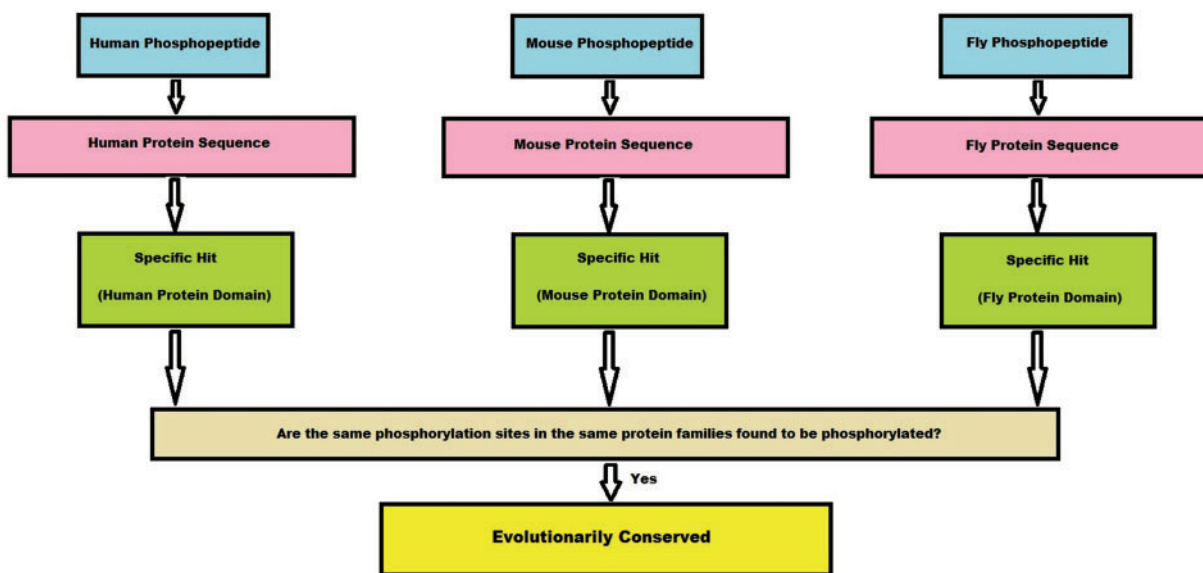 Human Phosphopeptide
Mouse Phosphopeptide
Fly Phosphopeptide
Human Protein Sequence
Mouse Protein Sequence
Fly Protein Sequence
Specific Hit
(Human Protein Domain)
Specific Hit
(Mouse Protein Domain)
Specific Hit
(Fly Protein Domain)
Are the same phosphorylation sites in the same protein families found to be phosphorylated?
Yes
Evolutionarily Conserved